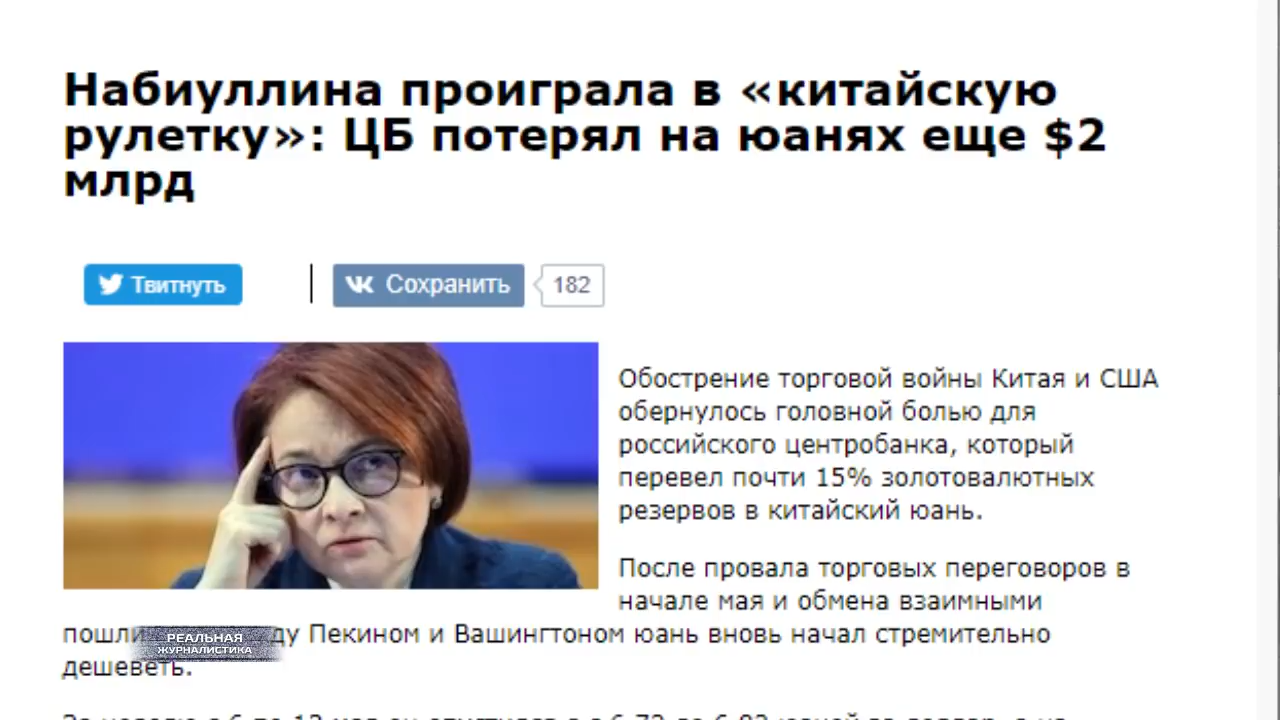 Набиуллина проиграла в «китайскую
рулетку»: ЦБ потерял на юанях еще $2
млрд
Твитнуть
Сохранить
182
Обострение торговой войны Китая и США
обернулось головной болью для
российского центробанка, который
перевел почти 15% золотовалютных
резервов в китайский юань.
После провала торговых переговоров в
начале мая и обмена взаимными
Пекином и Вашингтоном юань вновь начал стремительно
дешеветь.
РЕАЛЬНАЯ
ЖУРНАЛИСТИКА